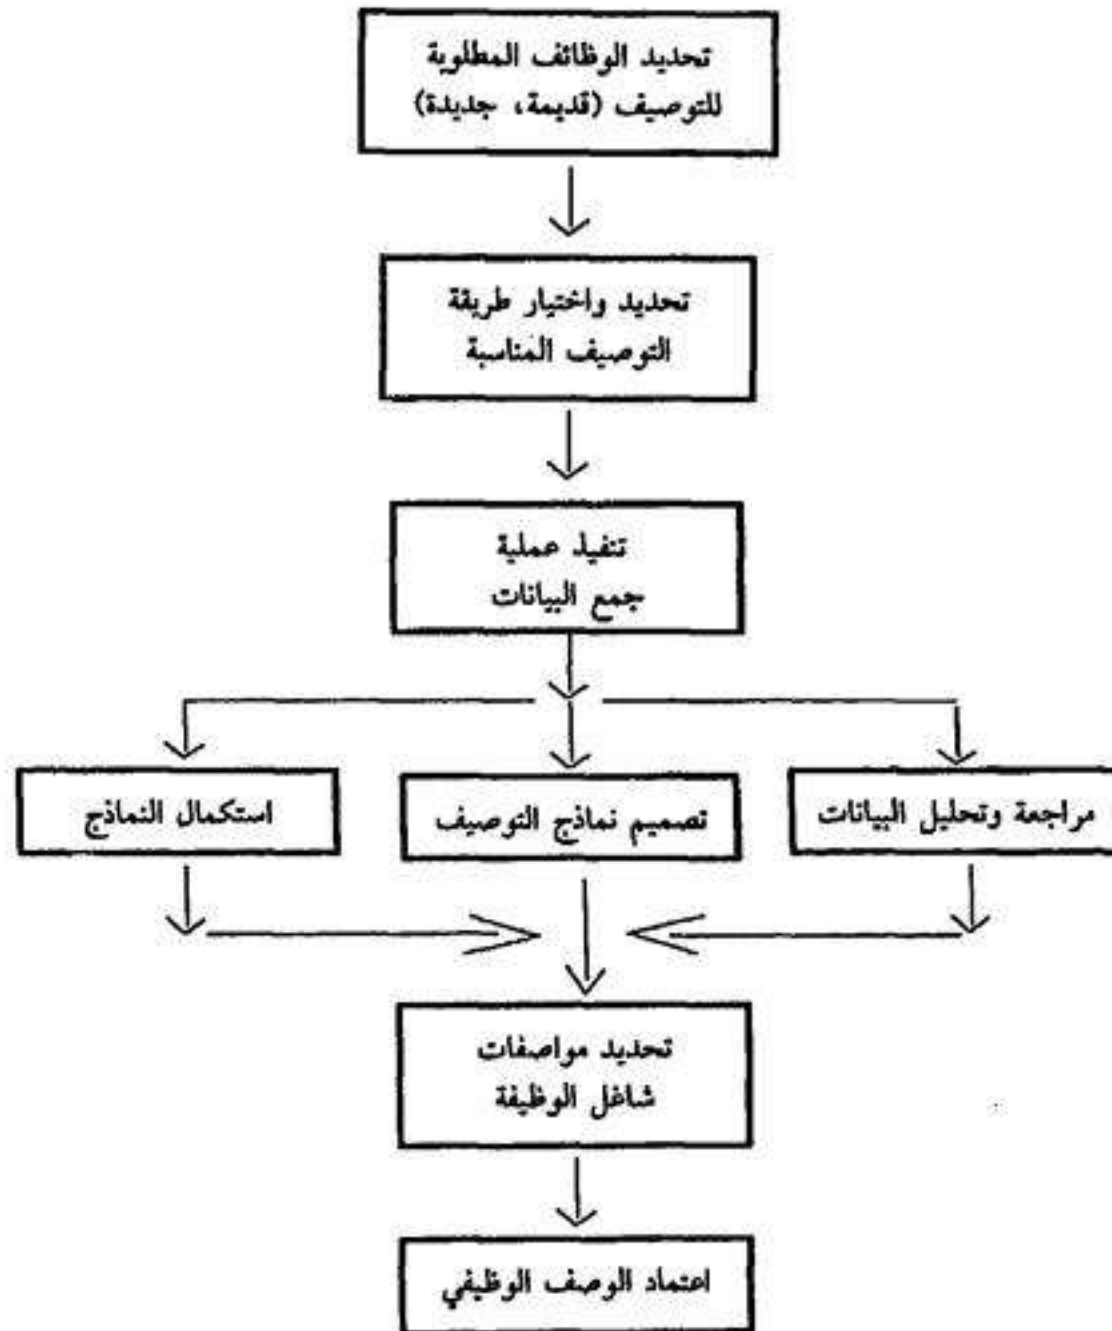 تحديد الوظائف المطلوبة
للتوصيف (قديمة، جديدة)
تحديد واختيار طريقة
التوصيف المناسبة
تنفيذ عملية
جمع البيانات
مراجعة وتحليل البيانات
تصميم نماذج التوصيف
استكمال النماذج
تحديد مواصفات
شاغل الوظيفة
اعتماد الوصف الوظيفي